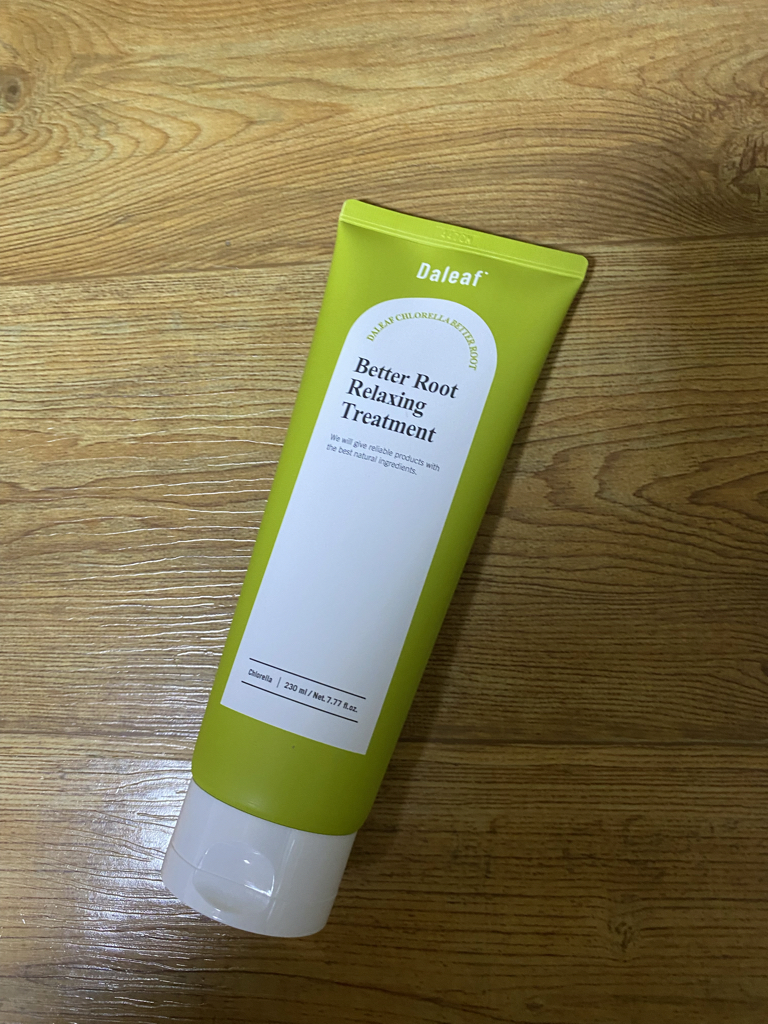 Daleaf™
DALEAF CHLORELLA BETTER ROOT
Better Root
Relaxing
Treatment
We will give reliable products with
the best natural ingredients.
Chlorella | 230 ml / Net. 7.77 fl.oz.